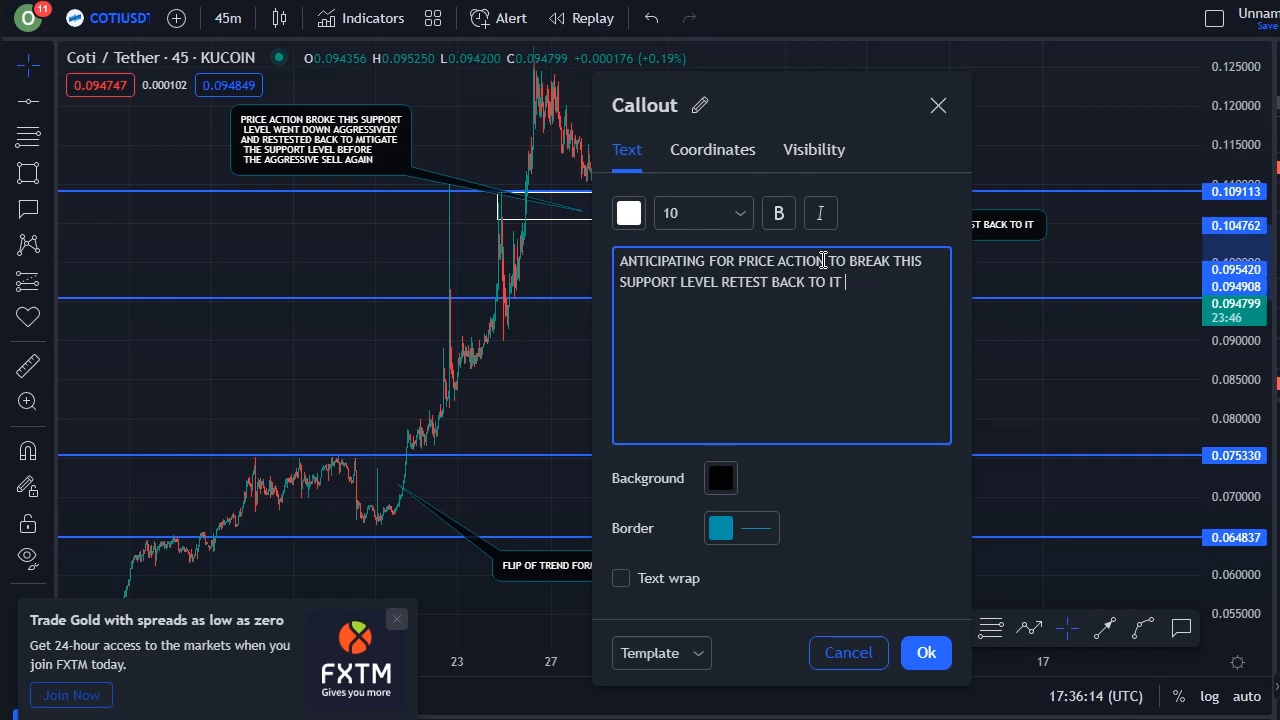 O
11
COTIUSDT
45m
Indicators
Alert
Replay
Unnam
Save
Coti / Tether · 45 · KUCOIN
O0.094356 H0.095250 L0.094200 C0.094799 +0.000176 (+0.19%)
0.094747
0.000102
0.094849
PRICE ACTION BROKE THIS SUPPORT
LEVEL WENT DOWN AGGRESSIVELY
AND RESTESTED BACK TO MITIGATE
THE SUPPORT LEVEL BEFORE
THE AGGRESSIVE SELL AGAIN
Callout
Text
Coordinates
Visibility
10
B
I
ANTICIPATING FOR PRICE ACTION TO BREAK THIS
SUPPORT LEVEL RETEST BACK TO IT
Background
Border
Text wrap
Template
Cancel
Ok
ST BACK TO IT
FLIP OF TREND FORM
0.125000
0.120000
0.115000
0.109113
0.104762
0.095420
0.094908
0.094799
23:46
0.090000
0.085000
0.080000
0.075330
0.070000
0.064837
0.060000
0.055000
Trade Gold with spreads as low as zero
Get 24-hour access to the markets when you
join FXTM today.
Join Now
FXTM
Gives you more
23
27
17
17:36:14 (UTC)
%
log
auto